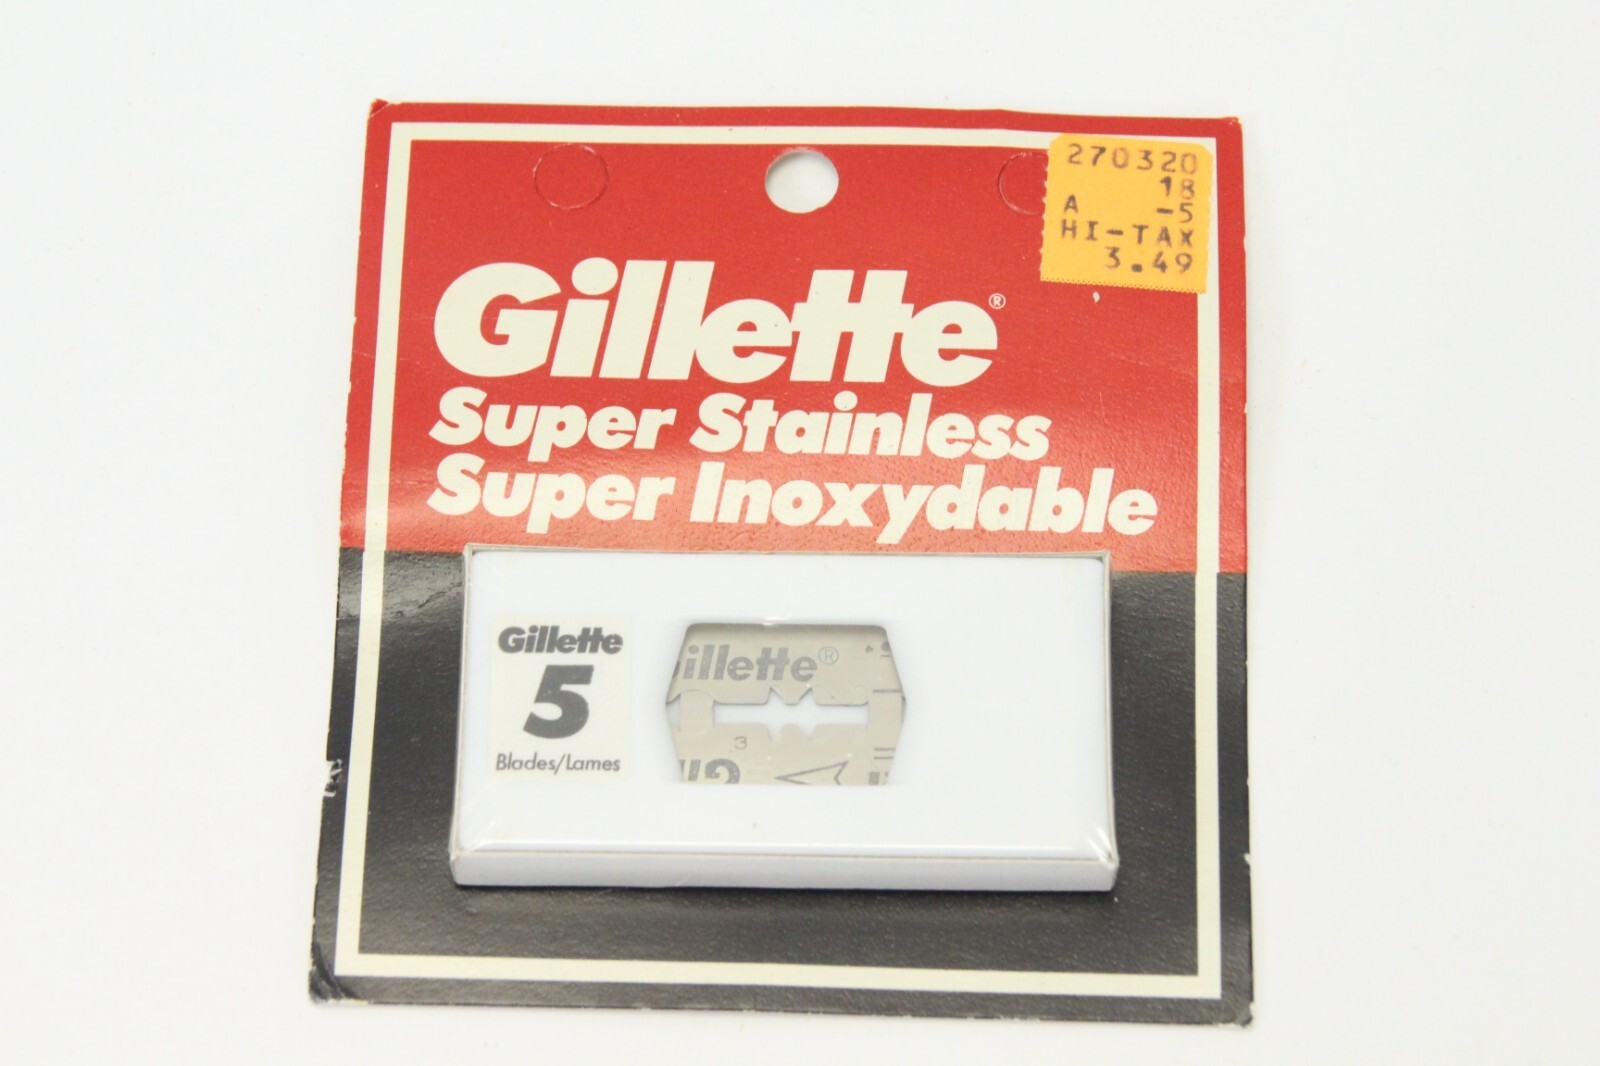 270320
18
A -5
HI-TAX
3.49
Gillette®
Super Stainless
Super Inoxydable
Gillette
5
Blades/Lames
illette®
3